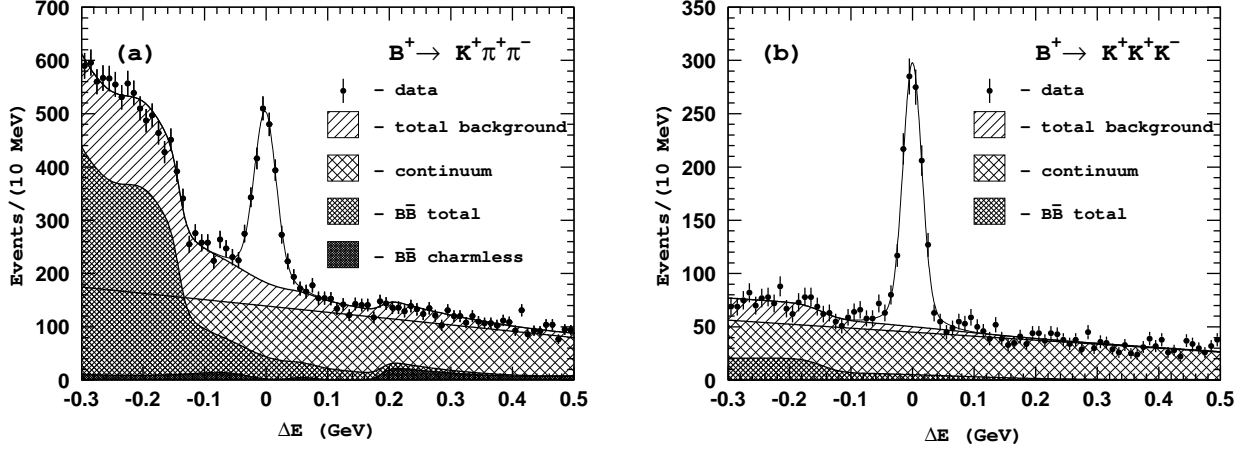 (a) B⁺→ K⁺π⁺π⁻
– data
– total background
– continuum
– BB̅ total
– BB̅ charmless
Events/(10 MeV)
700
600
500
400
300
200
100
0
-0.3 -0.2 -0.1 0 0.1 0.2 0.3 0.4 0.5
ΔE (GeV)
(b) B⁺→ K⁺K⁺K⁻
– data
– total background
– continuum
– BB̅ total
Events/(10 MeV)
350
300
250
200
150
100
50
0
-0.3 -0.2 -0.1 0 0.1 0.2 0.3 0.4 0.5
ΔE (GeV)